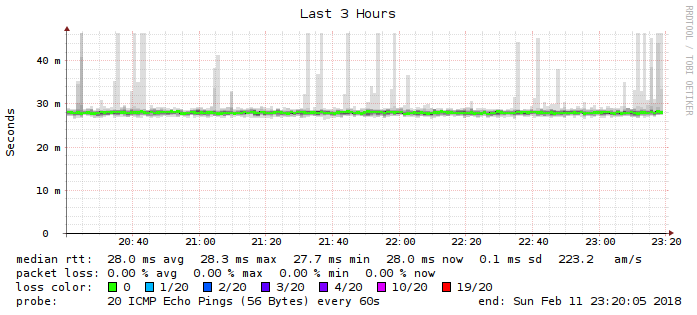 Last 3 Hours
RRDTOOL / TOBI OETIKER
Seconds
40 m
30 m
20 m
10 m
0
20:40 21:00 21:20 21:40 22:00 22:20 22:40 23:00 23:20
median rtt: 28.0 ms avg 28.3 ms max 27.7 ms min 28.0 ms now 0.1 ms sd 223.2 am/s
packet loss: 0.00 % avg 0.00 % max 0.00 % min 0.00 % now
loss color: 0 1/20 2/20 3/20 4/20 10/20 19/20
probe: 20 ICMP Echo Pings (56 Bytes) every 60s end: Sun Feb 11 23:20:05 2018